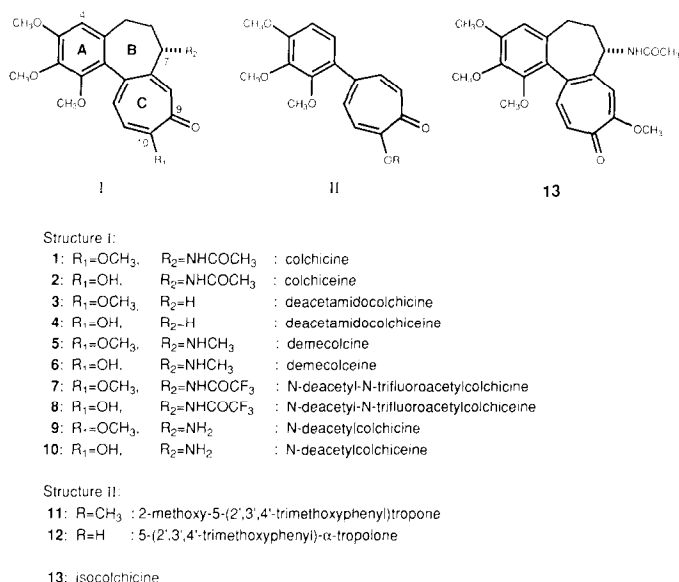 4
CH₃O
A
B
R₂
7
CH₃O
CH₃O
C
9
O
10
R₁
I
CH₃O
CH₃O
CH₃O
O
OR
II
CH₃O
CH₃O
CH₃O
NHCOCH₃
OCH₃
O
13
Structure I:
1: R₁=OCH₃, R₂=NHCOCH₃ : colchicine
2: R₁=OH, R₂=NHCOCH₃ : colchiceine
3: R₁=OCH₃, R₂=H : deacetamidocolchicine
4: R₁=OH, R₂=H : deacetamidocolchiceine
5: R₁=OCH₃, R₂=NHCH₃ : demecolcine
6: R₁=OH, R₂=NHCH₃ : demecolceine
7: R₁=OCH₃, R₂=NHCOCF₃ : N-deacetyl-N-trifluoroacetylcolchicine
8: R₁=OH, R₂=NHCOCF₃ : N-deacetyl-N-trifluoroacetylcolchiceine
9: R₁=OCH₃, R₂=NH₂ : N-deacetylcolchicine
10: R₁=OH, R₂=NH₂ : N-deacetylcolchiceine
Structure II:
11: R=CH₃ : 2-methoxy-5-(2',3',4'-trimethoxyphenyl)tropone
12: R=H : 5-(2',3',4'-trimethoxyphenyl)-α-tropolone
13: isocolchicine